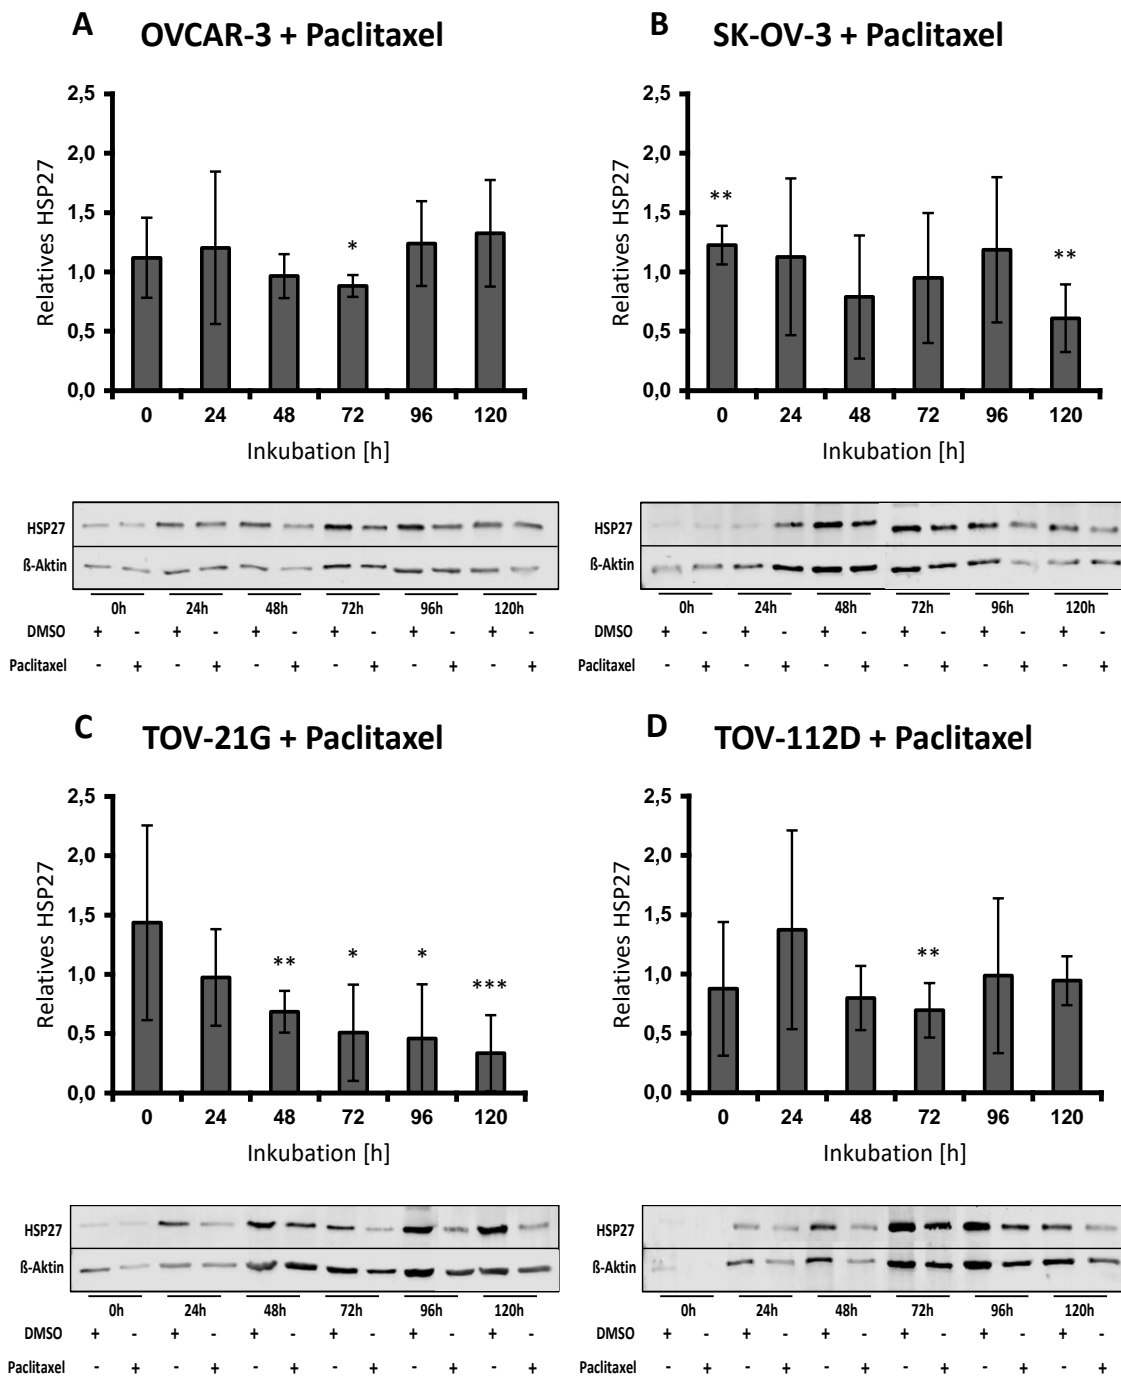 A
OVCAR-3 + Paclitaxel
Relatives HSP27
2,5
2,0
1,5
1,0
0,5
0,0
*
0 24 48 72 96 120
Inkubation [h]
HSP27
ß-Aktin
0h 24h 48h 72h 96h 120h
DMSO + - + - + - + - + - + -
Paclitaxel - + - + - + - + - + - +
B
SK-OV-3 + Paclitaxel
Relatives HSP27
2,5
2,0
1,5
1,0
0,5
0,0
** **
0 24 48 72 96 120
Inkubation [h]
HSP27
ß-Aktin
0h 24h 48h 72h 96h 120h
DMSO + - + - + - + - + - + -
Paclitaxel - + - + - + - + - + - +
C
TOV-21G + Paclitaxel
Relatives HSP27
2,5
2,0
1,5
1,0
0,5
0,0
** * * ***
0 24 48 72 96 120
Inkubation [h]
HSP27
ß-Aktin
0h 24h 48h 72h 96h 120h
DMSO + - + - + - + - + - + -
Paclitaxel - + - + - + - + - + - +
D
TOV-112D + Paclitaxel
Relatives HSP27
2,5
2,0
1,5
1,0
0,5
0,0
**
0 24 48 72 96 120
Inkubation [h]
HSP27
ß-Aktin
0h 24h 48h 72h 96h 120h
DMSO + - + - + - + - + - + -
Paclitaxel - + - + - + - + - + - +